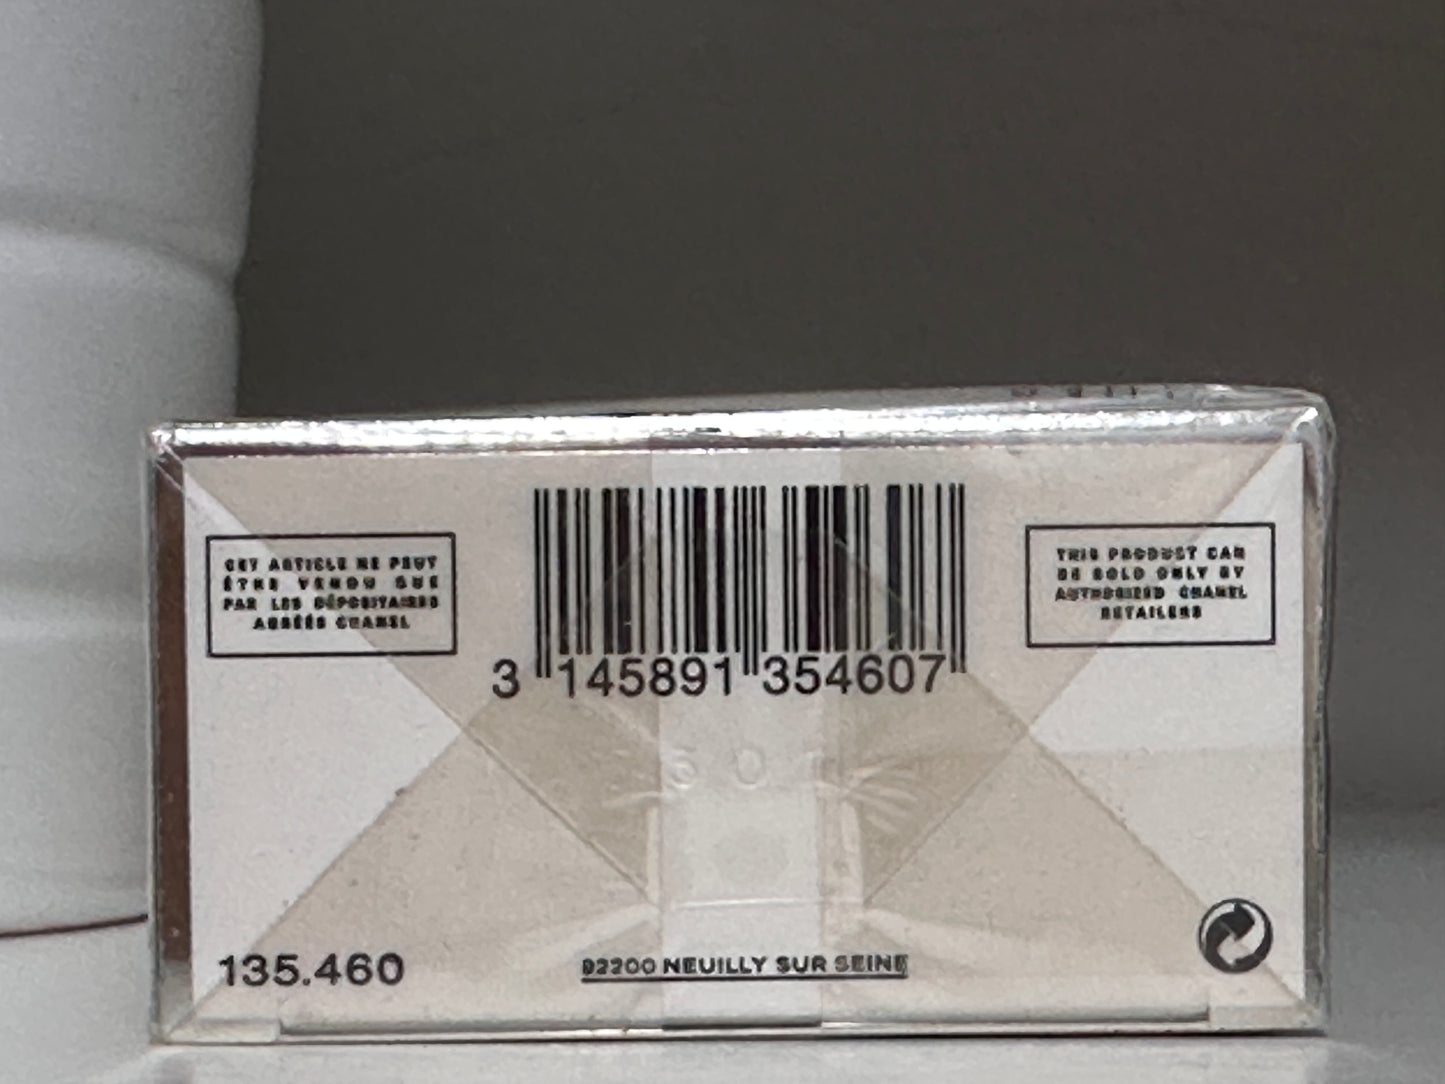 CET ARTICLE NE PEUT
ÊTRE VENDU QUE
PAR LES DÉPOSITAIRES
AGRÉÉS CHANEL
3 145891 354607
THIS PRODUCT CAN
BE SOLD ONLY BY
AUTHORIZED CHANEL
RETAILERS
135.460
92200 NEUILLY SUR SEINE